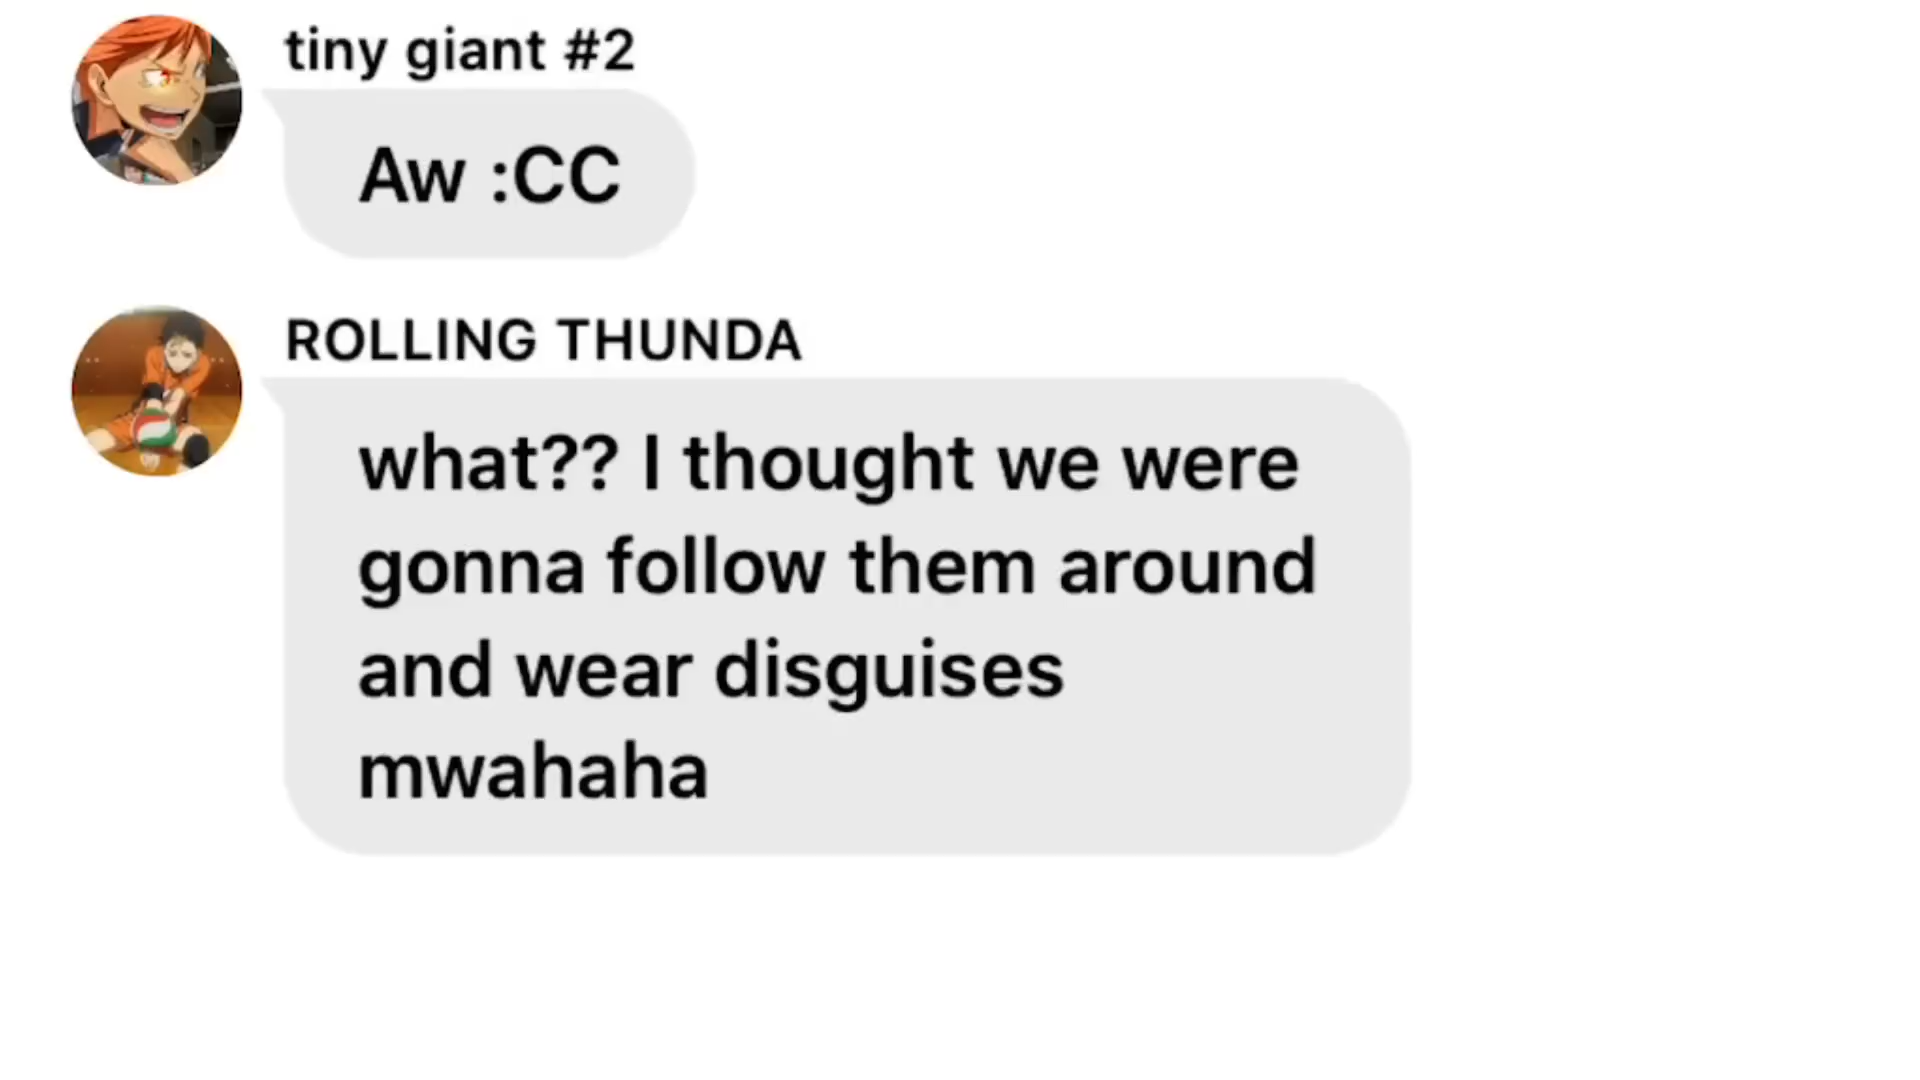 tiny giant #2
Aw :CC
ROLLING THUNDA
what?? I thought we were
gonna follow them around
and wear disguises
mwahaha